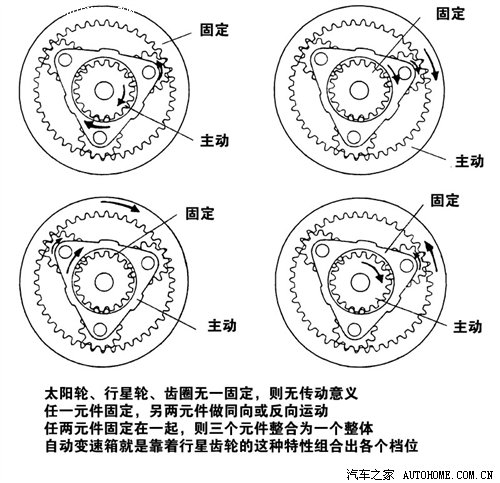 固定
主动
固定
主动
固定
主动
固定
主动
太阳轮、行星轮、齿圈无一固定，则无传动意义
任一元件固定，另两元件做同向或反向运动
任两元件固定在一起，则三个元件整合为一个整体
自动变速箱就是靠着行星齿轮的这种特性组合出各个档位
汽车之家 AUTOHOME.COM.CN